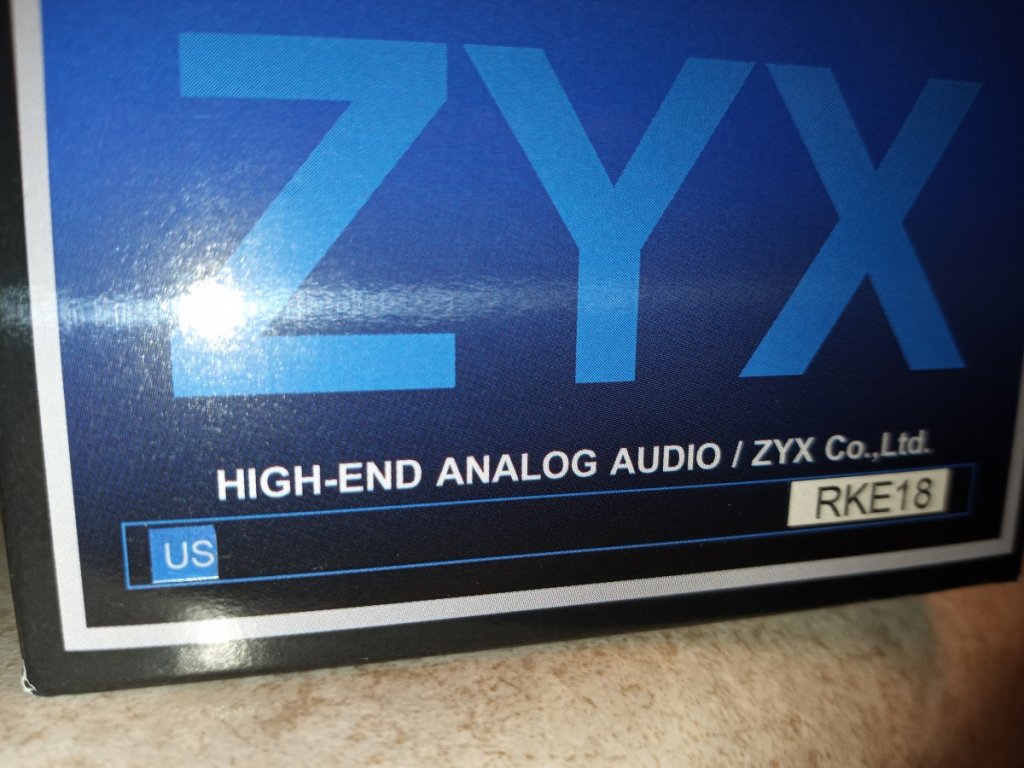 ZYX
HIGH-END ANALOG AUDIO / ZYX Co.,Ltd.
US RKE18